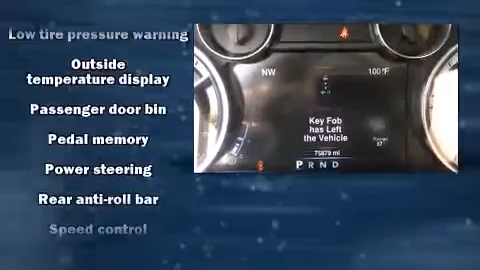 Low tire pressure warning
Outside
temperature display
Passenger door bin
Pedal memory
Power steering
Rear anti-roll bar
Speed control
NW
100°F
Key Fob
has Left
the Vehicle
75879 mi
P R N D